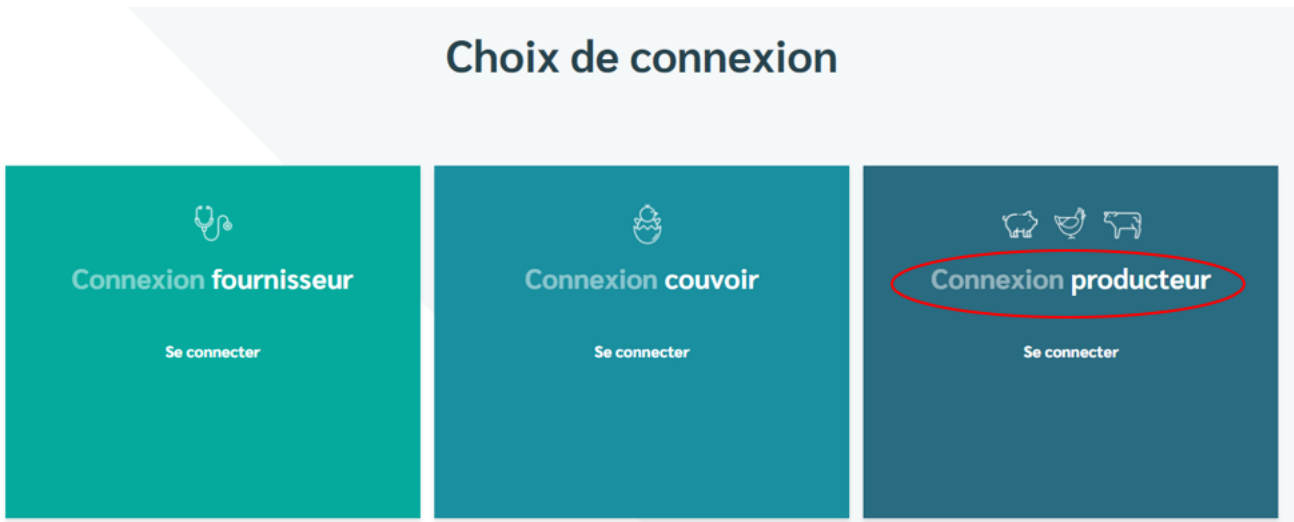 Choix de connexion
Connexion fournisseur
Se connecter
Connexion couvoir
Se connecter
Connexion producteur
Se connecter